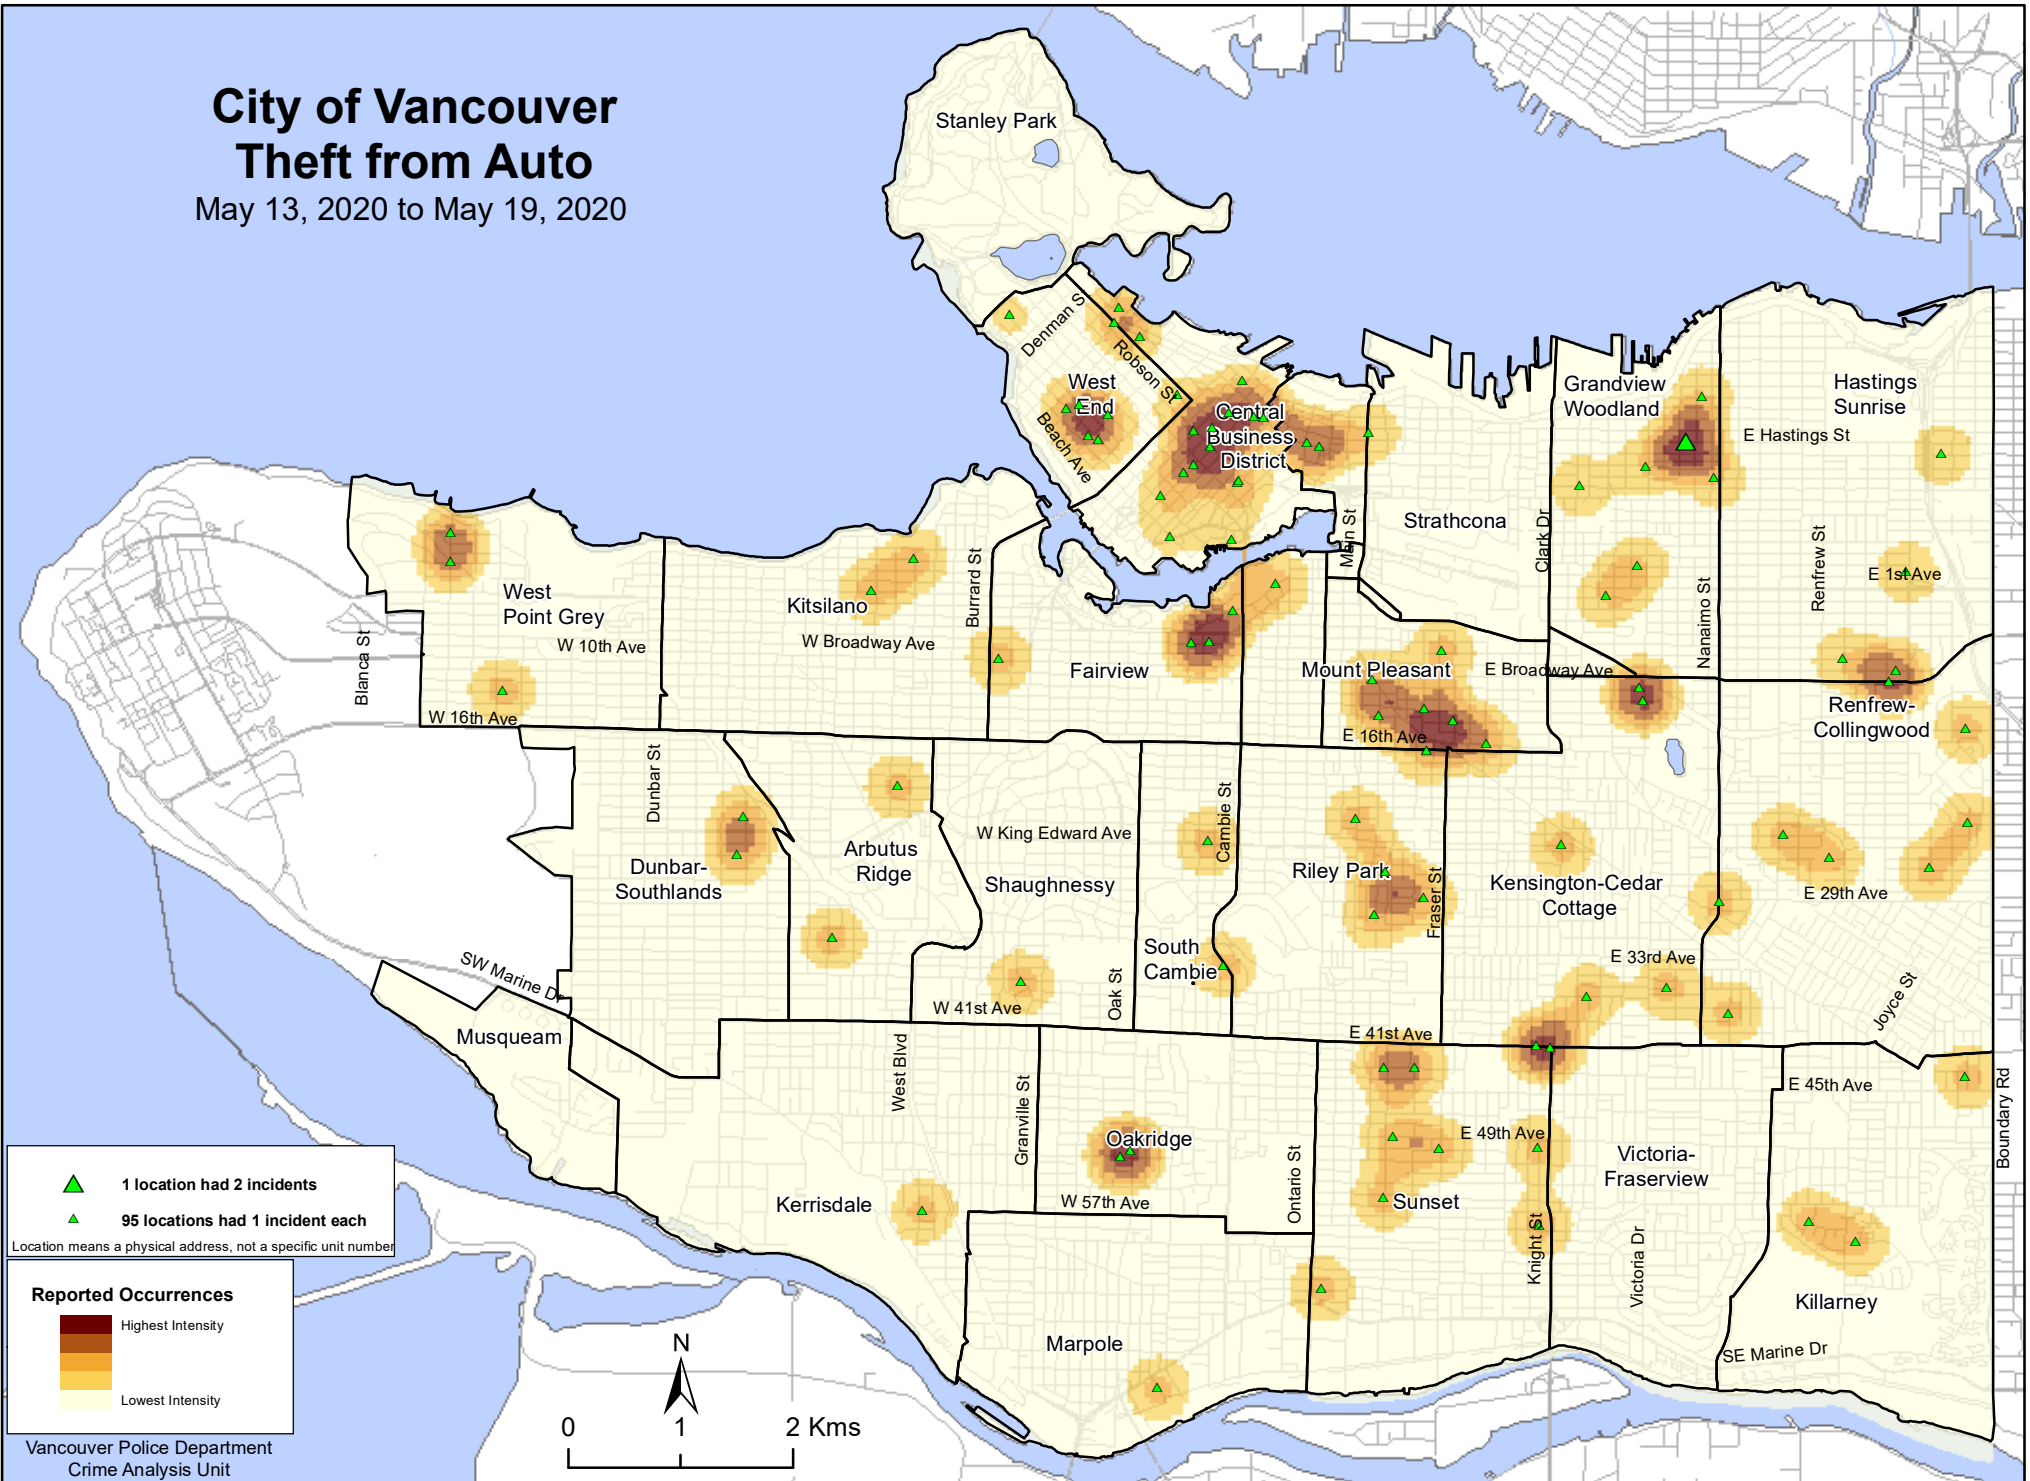 City of Vancouver
Theft from Auto
May 13, 2020 to May 19, 2020
Stanley Park
Denman S
Robson St
West
End
Beach Ave
Central
Business
District
Grandview
Woodland
Hastings
Sunrise
E Hastings St
Strathcona
Main St
Clark Dr
Nanaimo St
Renfrew St
E 1st Ave
West
Point Grey
Kitsilano
Burrard St
W 10th Ave
W Broadway Ave
Blanca St
Fairview
Mount Pleasant
E Broadway Ave
Renfrew-
Collingwood
W 16th Ave
E 16th Ave
Dunbar St
Cambie St
W King Edward Ave
Arbutus
Ridge
Dunbar-
Southlands
Shaughnessy
Riley Park
Fraser St
Kensington-Cedar
Cottage
E 29th Ave
South
Cambie
E 33rd Ave
SW Marine Dr
Oak St
W 41st Ave
Joyce St
Musqueam
E 41st Ave
West Blvd
Granville St
E 45th Ave
Boundary Rd
Oakridge
E 49th Ave
Ontario St
Victoria-
Fraserview
Kerrisdale
W 57th Ave
Sunset
Knight St
Victoria Dr
Killarney
Marpole
SE Marine Dr
1 location had 2 incidents
95 locations had 1 incident each
Location means a physical address, not a specific unit number
Reported Occurrences
Highest Intensity
Lowest Intensity
Vancouver Police Department
Crime Analysis Unit
N
0 1 2 Kms